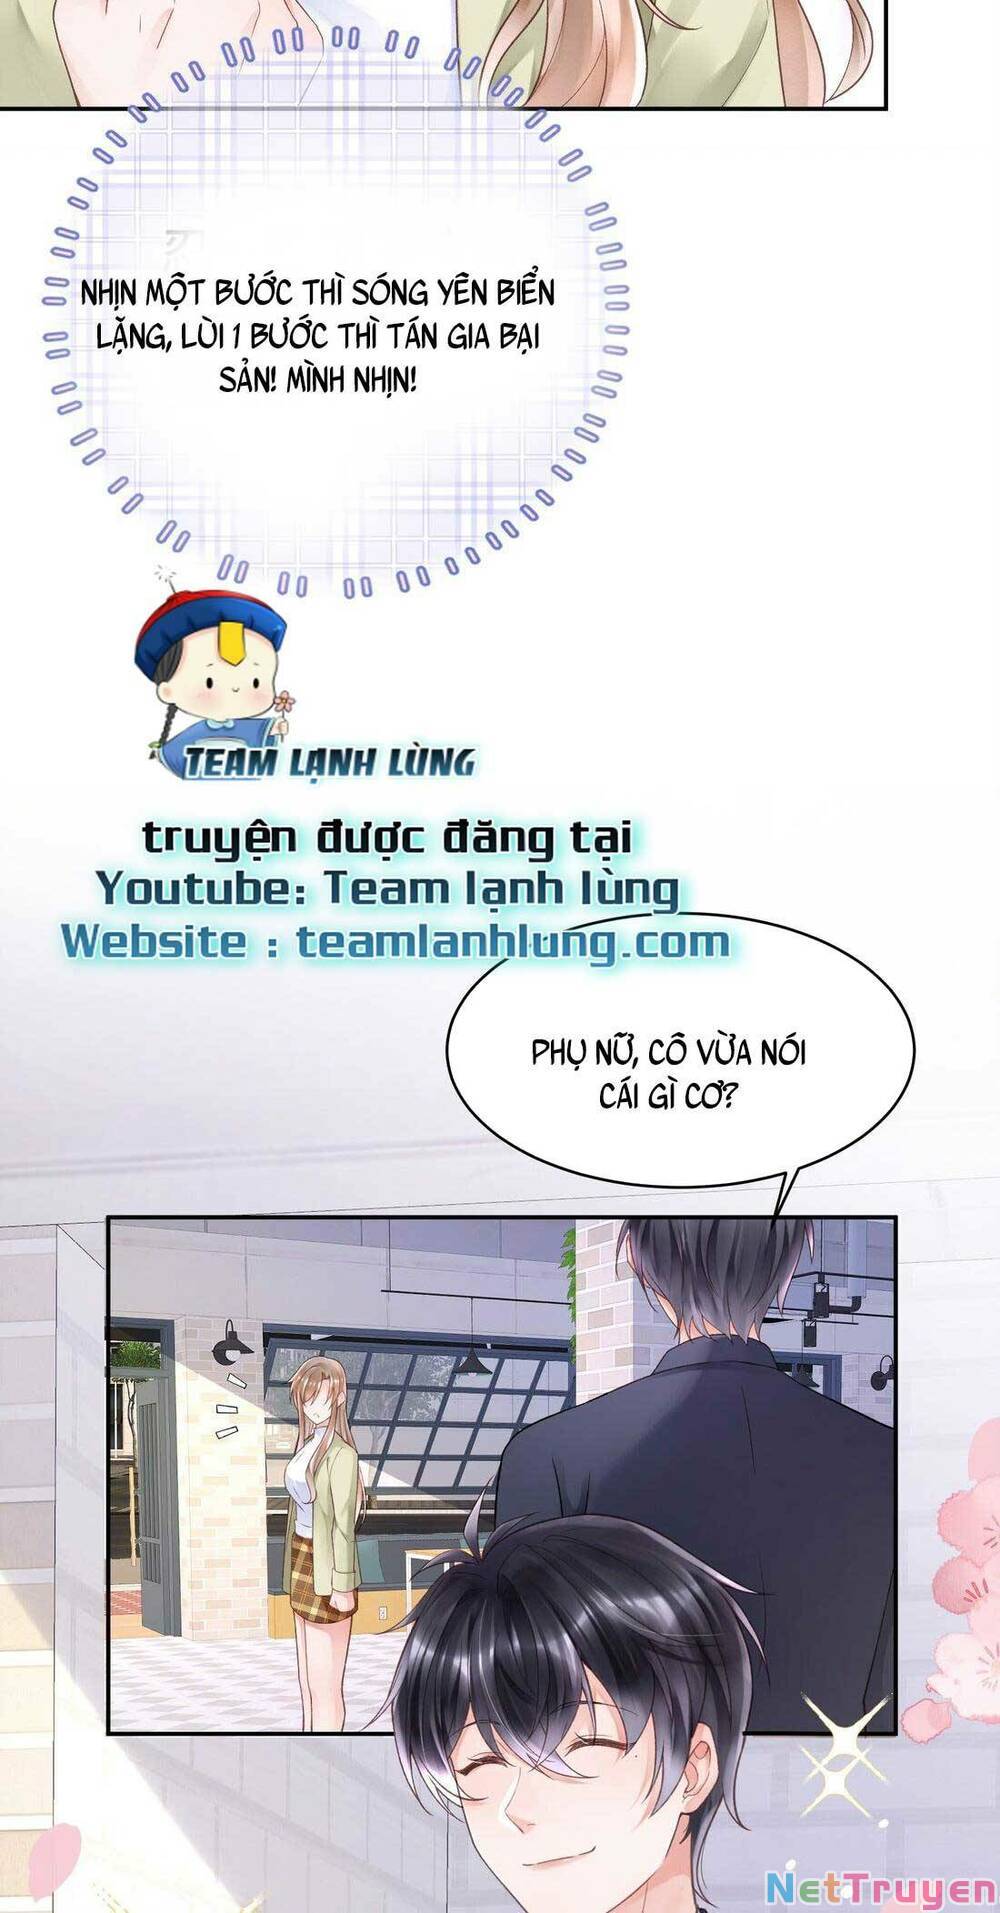 NHỊN MỘT BƯỚC THÌ SÓNG YÊN BIỂN
LẶNG, LÙI 1 BƯỚC THÌ TÁN GIA BẠI
SẢN! MÌNH NHỊN!
TEAM LẠNH LÙNG
truyện được đăng tại
Youtube: Team lạnh lùng
Website : teamlanhlung.com
PHỤ NỮ, CÔ VỪA NÓI
CÁI GÌ CƠ?
NetTruyen